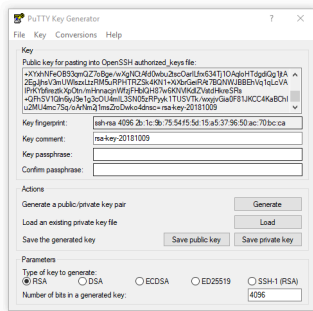 PuTTY Key Generator
File Key Conversions Help
Key
Public key for pasting into OpenSSH authorized_keys file:
rsa-key-20181009
Key fingerprint: ssh-rsa 4096 2b:1c:9b:75:54:f5:5d:15:a5:37:96:50:ac:70:bc:ca
Key comment: rsa-key-20181009
Key passphrase:
Confirm passphrase:
Actions
Generate a public/private key pair Generate
Load an existing private key file Load
Save the generated key Save public key Save private key
Parameters
Type of key to generate:
RSA DSA ECDSA ED25519 SSH-1 (RSA)
Number of bits in a generated key: 4096